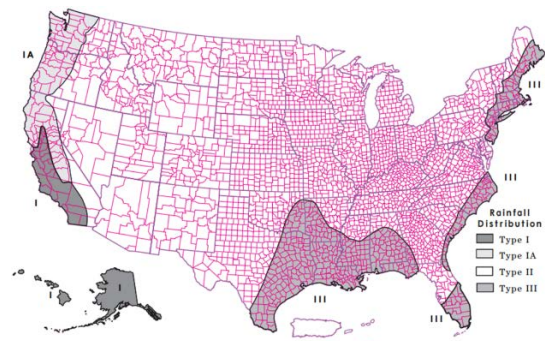 IA
III
III
I
Rainfall
Distribution
Type I
Type IA
Type II
Type III
I
I
III
III